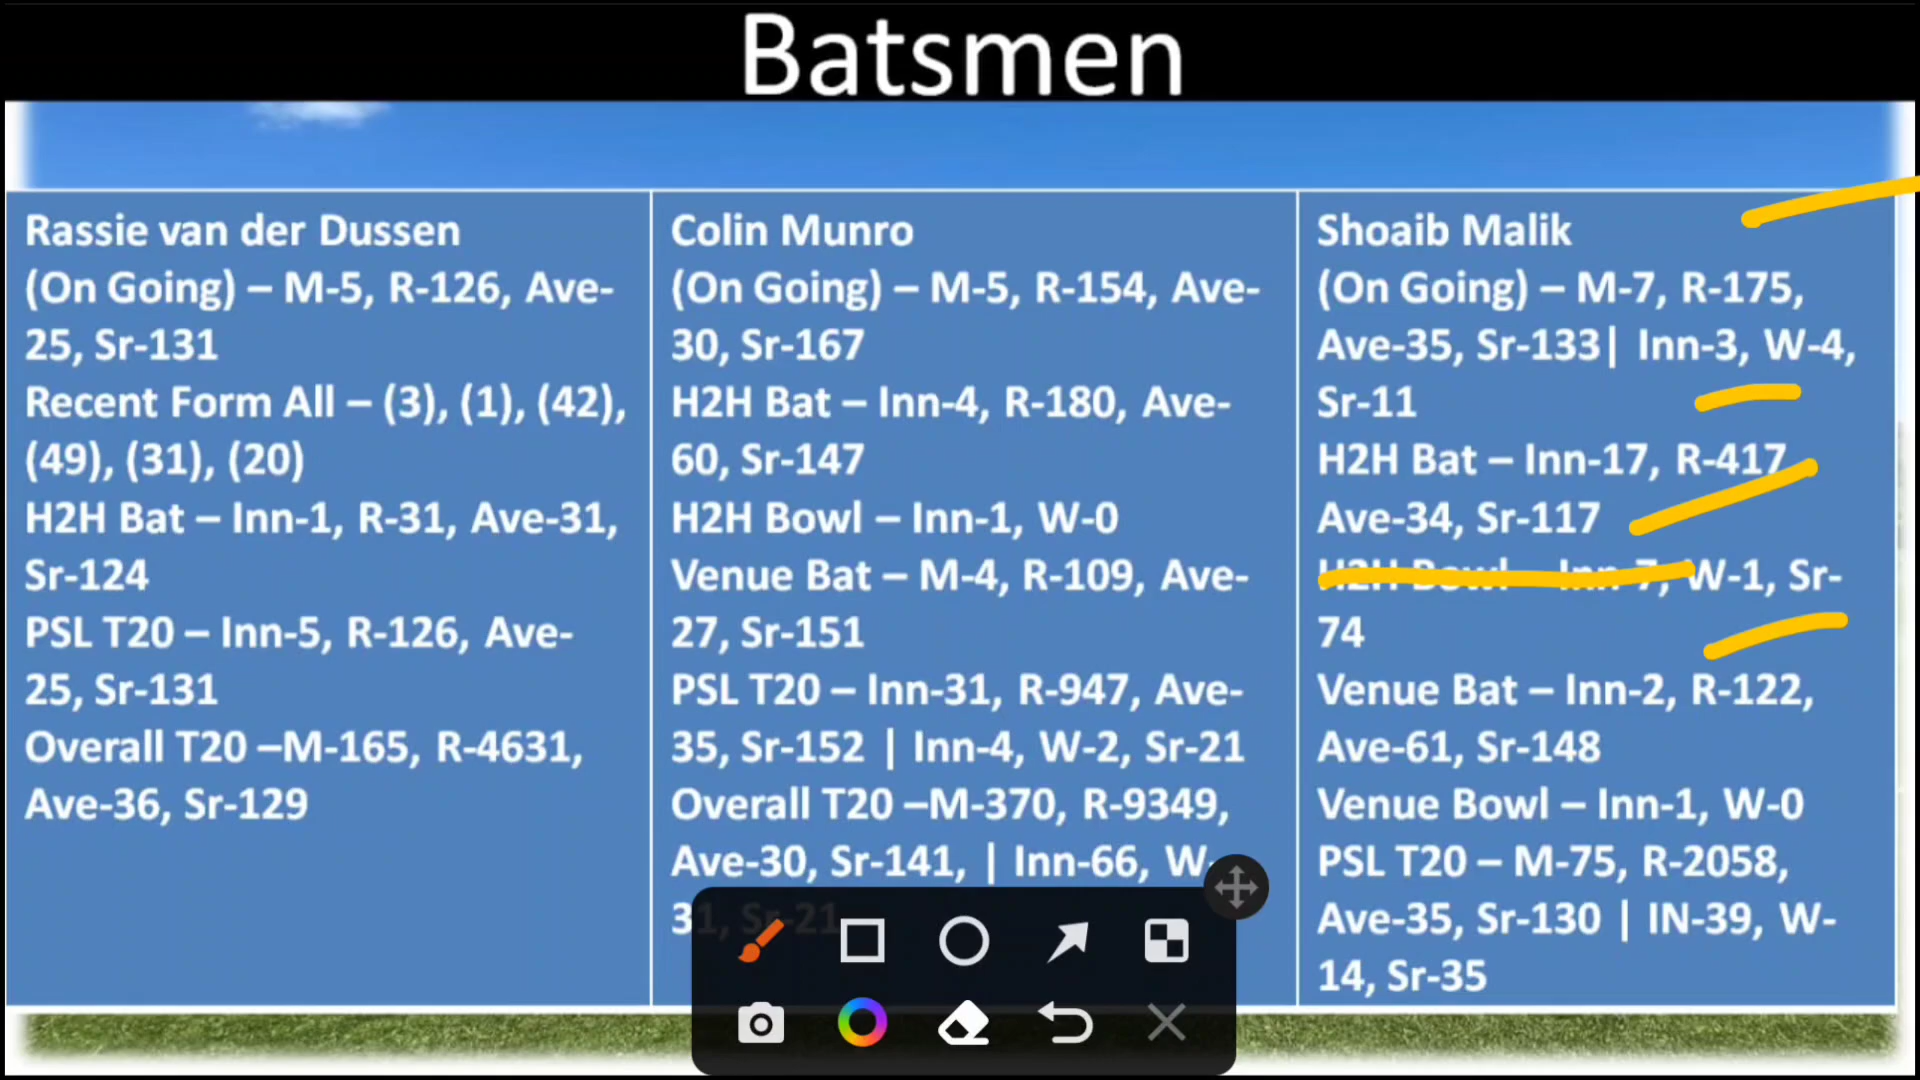 Batsmen
Rassie van der Dussen
(On Going) – M-5, R-126, Ave-
25, Sr-131
Recent Form All – (3), (1), (42),
(49), (31), (20)
H2H Bat – Inn-1, R-31, Ave-31,
Sr-124
PSL T20 – Inn-5, R-126, Ave-
25, Sr-131
Overall T20 –M-165, R-4631,
Ave-36, Sr-129
Colin Munro
(On Going) – M-5, R-154, Ave-
30, Sr-167
H2H Bat – Inn-4, R-180, Ave-
60, Sr-147
H2H Bowl – Inn-1, W-0
Venue Bat – M-4, R-109, Ave-
27, Sr-151
PSL T20 – Inn-31, R-947, Ave-
35, Sr-152 | Inn-4, W-2, Sr-21
Overall T20 –M-370, R-9349,
Ave-30, Sr-141, | Inn-66, W-
31, Sr-21
Shoaib Malik
(On Going) – M-7, R-175,
Ave-35, Sr-133| Inn-3, W-4,
Sr-11
H2H Bat – Inn-17, R-417
Ave-34, Sr-117
H2H Bowl – Inn-7, W-1, Sr-
74
Venue Bat – Inn-2, R-122,
Ave-61, Sr-148
Venue Bowl – Inn-1, W-0
PSL T20 – M-75, R-2058,
Ave-35, Sr-130 | IN-39, W-
14, Sr-35